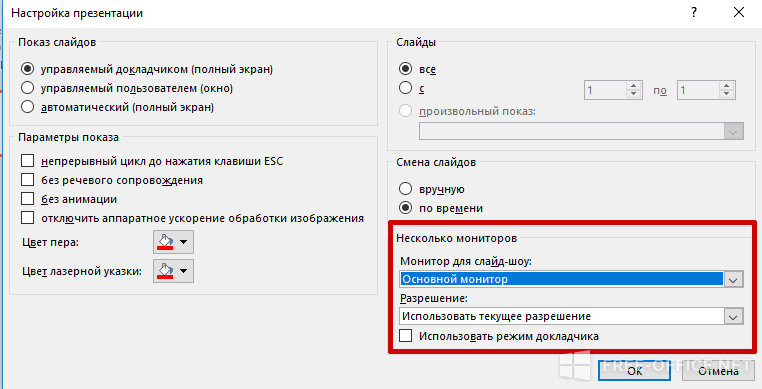 Настройка презентации
?
Показ слайдов
управляемый докладчиком (полный экран)
управляемый пользователем (окно)
автоматический (полный экран)
Параметры показа
непрерывный цикл до нажатия клавиши ESC
без речевого сопровождения
без анимации
отключить аппаратное ускорение обработки изображения
Цвет пера:
Цвет лазерной указки:
Слайды
все
с 1 по 1
произвольный показ:
Смена слайдов
вручную
по времени
Несколько мониторов
Монитор для слайд-шоу:
Основной монитор
Разрешение:
Использовать текущее разрешение
Использовать режим докладчика
FREE-OFFICE.NET
ОК Отмена